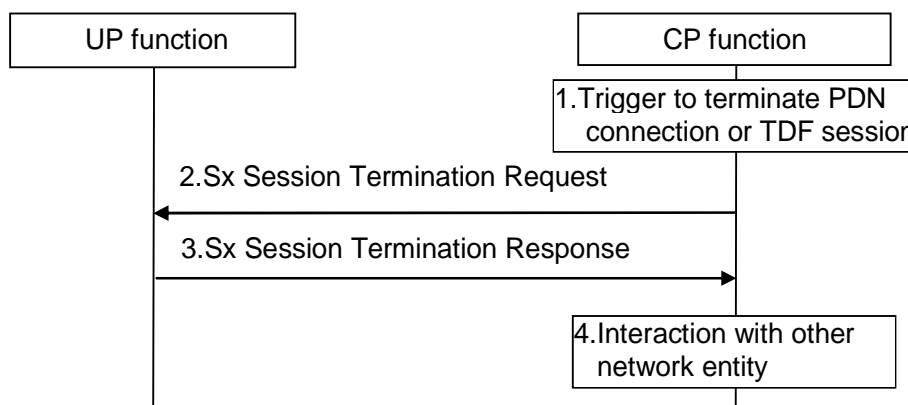 UP function
CP function
1.Trigger to terminate PDN
connection or TDF session
2.Sx Session Termination Request
3.Sx Session Termination Response
4.Interaction with other
network entity